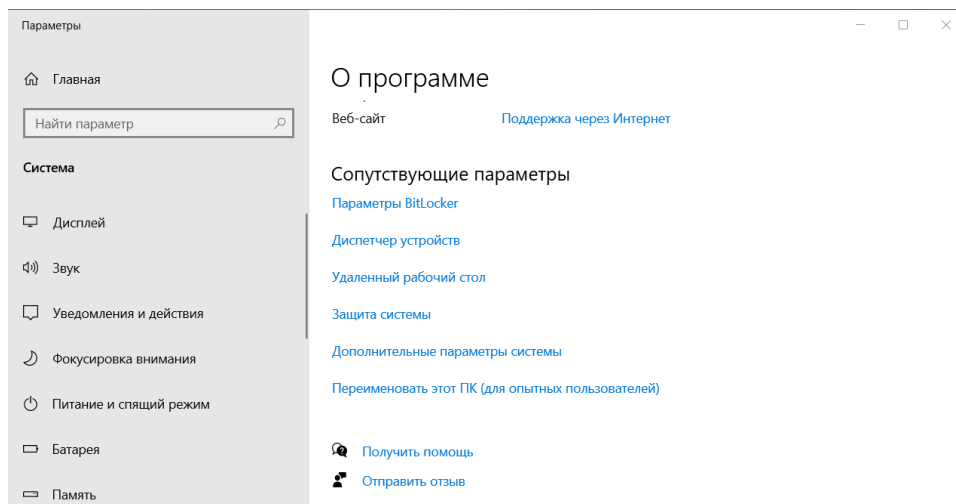 Параметры
Главная
Найти параметр
Система
Дисплей
Звук
Уведомления и действия
Фокусировка внимания
Питание и спящий режим
Батарея
Память
О программе
Веб-сайт Поддержка через Интернет
Сопутствующие параметры
Параметры BitLocker
Диспетчер устройств
Удаленный рабочий стол
Защита системы
Дополнительные параметры системы
Переименовать этот ПК (для опытных пользователей)
Получить помощь
Отправить отзыв